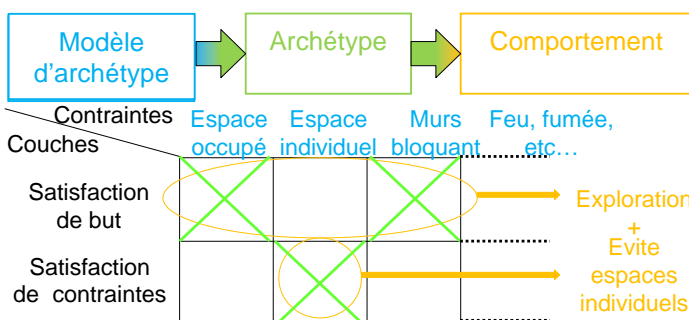 Modèle
d'archétype
Archétype
Comportement
Contraintes
Couches
Espace
occupé
Espace
individuel
Murs
bloquant
Feu, fumée,
etc…
Satisfaction
de but
Satisfaction
de contraintes
Exploration
+
Evite
espaces
individuels